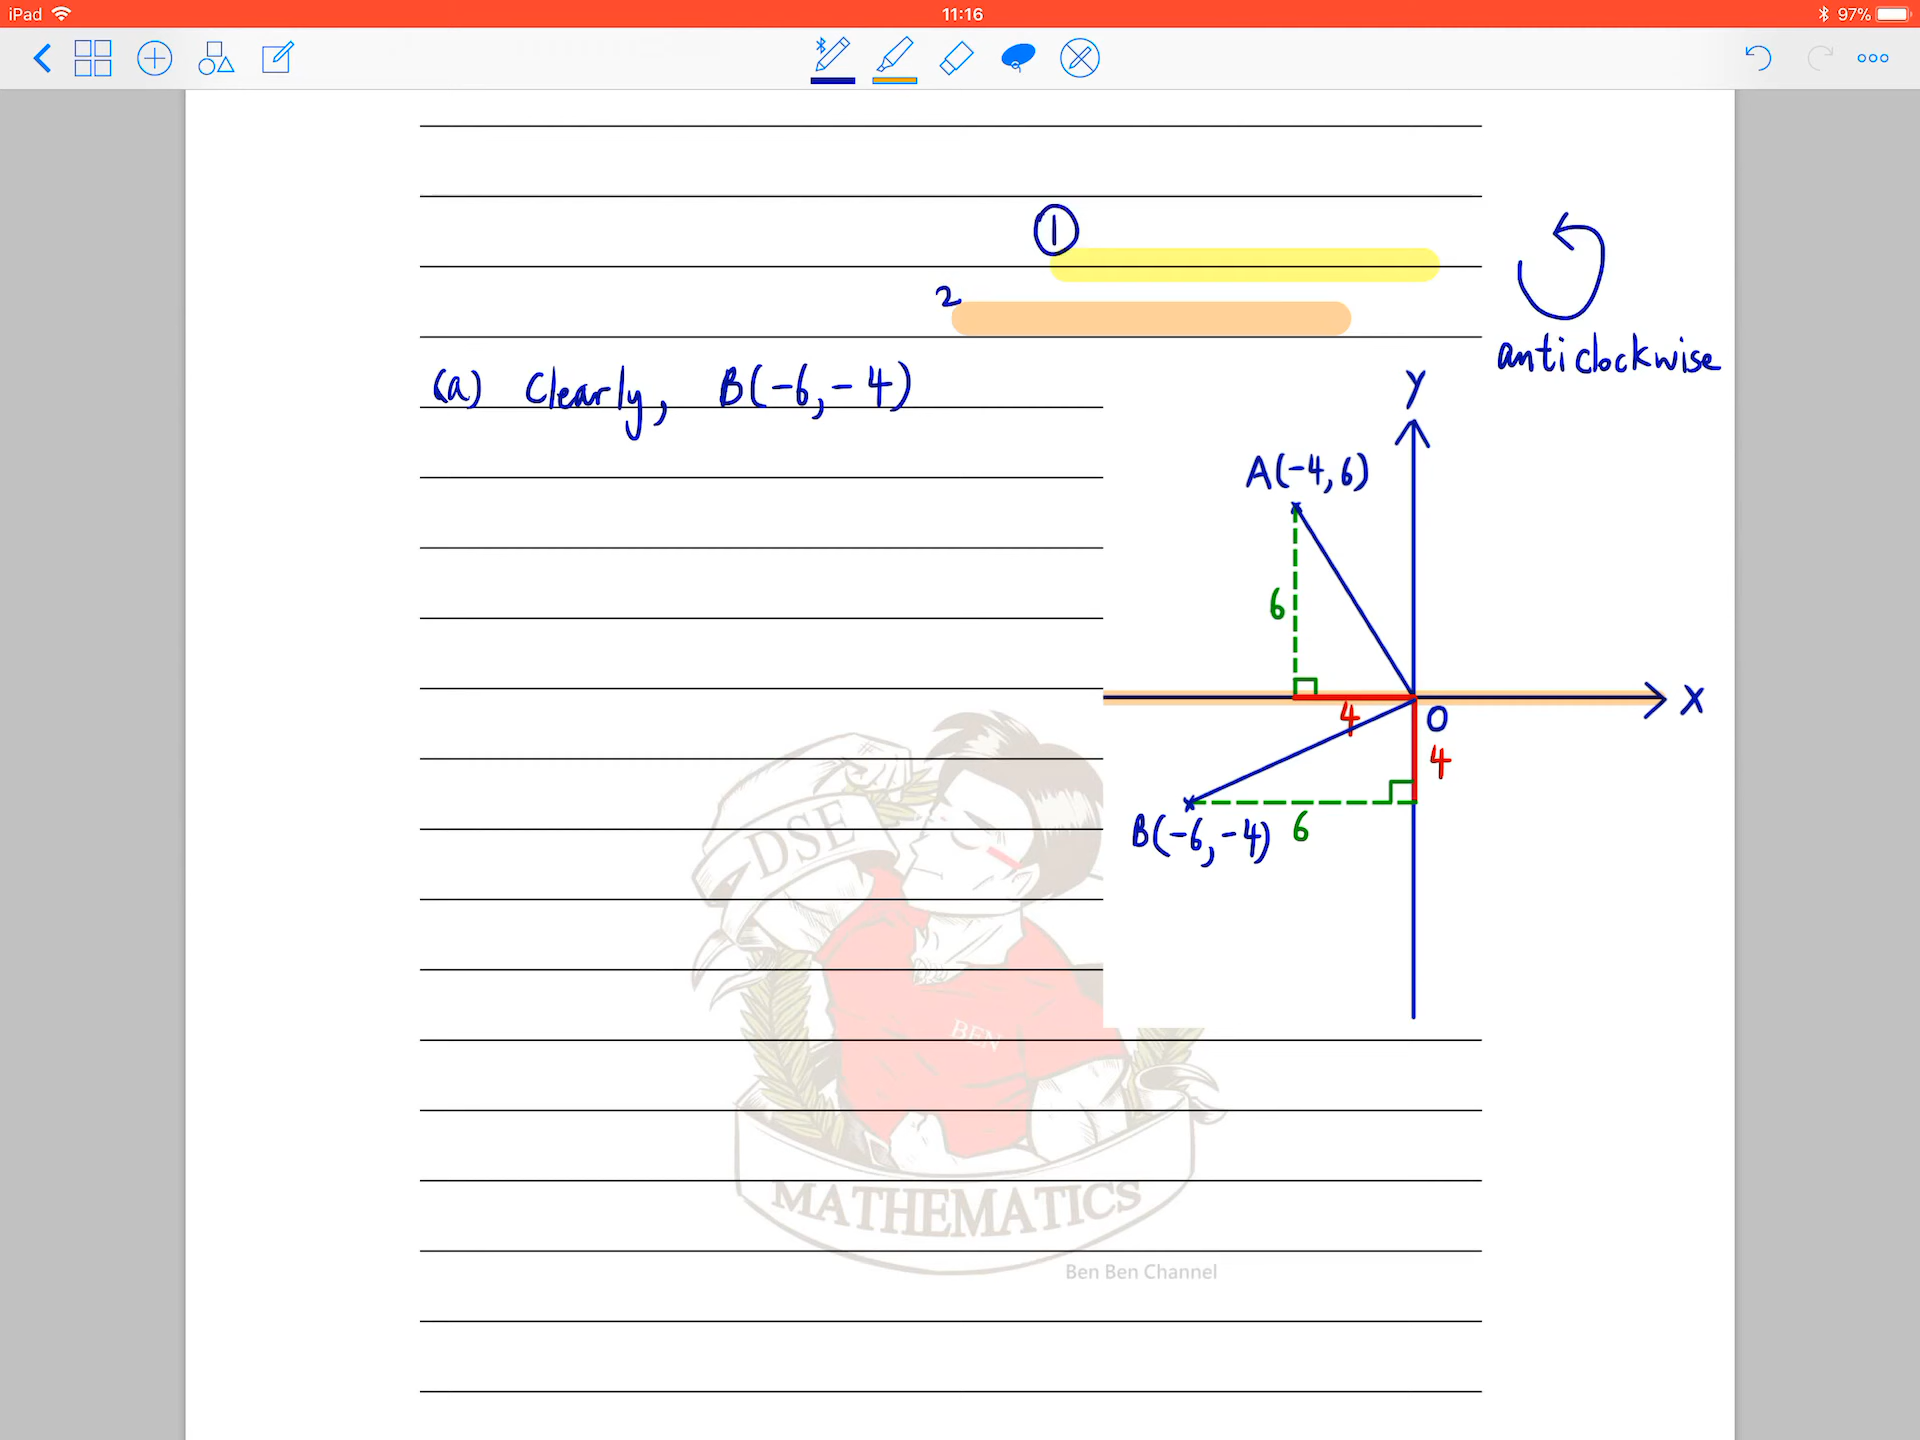 iPad 11:16 97%
①
2
anticlockwise
(a) Clearly, B(-6,-4)
y
A(-4,6)
6
x
4
O
4
B(-6,-4) 6
DSE
BEN
MATHEMATICS
Ben Ben Channel